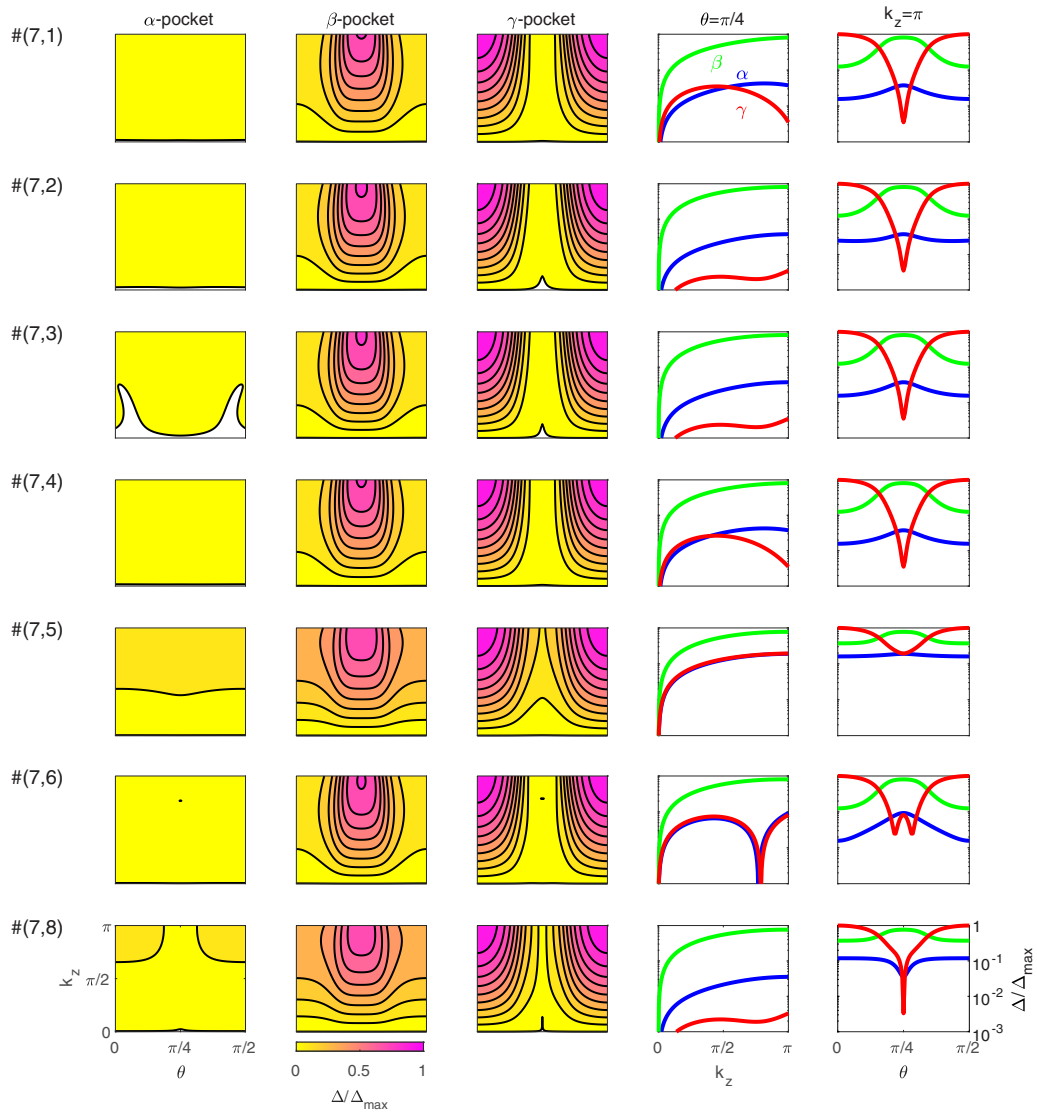 α-pocket β-pocket γ-pocket θ=π/4 k_z=π
#(7,1)
β α
γ
#(7,2)
#(7,3)
#(7,4)
#(7,5)
#(7,6)
#(7,8)
π
k_z π/2
0
0 π/4 π/2
θ
0 0.5 1
Δ/Δ_max
0 π/2 π
k_z
0 π/4 π/2
θ
1
10^-1
10^-2
10^-3
Δ/Δ_max